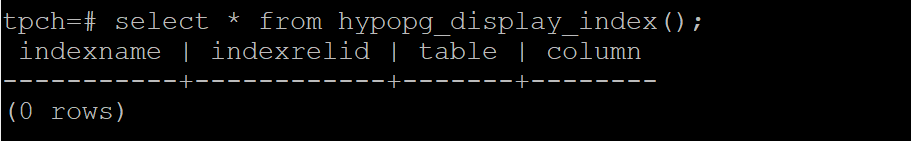 tpch=# select * from hypopg_display_index();
 indexname | indexrelid | table | column
-----------+------------+-------+--------
(0 rows)